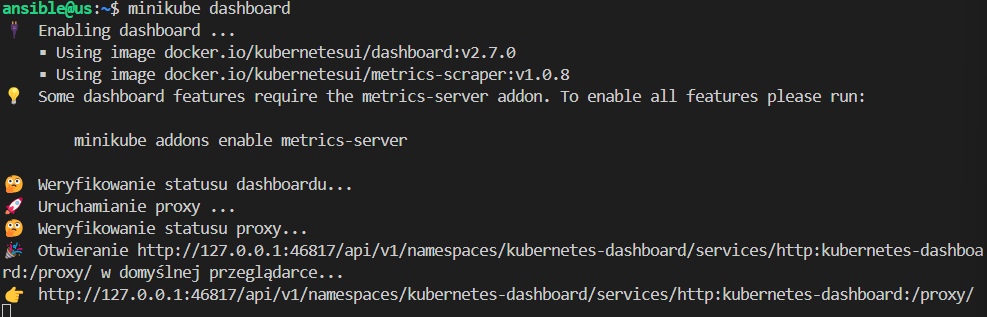 ansible@us:~$ minikube dashboard
Enabling dashboard ...
▪ Using image docker.io/kubernetesui/dashboard:v2.7.0
▪ Using image docker.io/kubernetesui/metrics-scraper:v1.0.8
Some dashboard features require the metrics-server addon. To enable all features please run:
minikube addons enable metrics-server
Weryfikowanie statusu dashboardu...
Uruchamianie proxy ...
Weryfikowanie statusu proxy...
Otwieranie http://127.0.0.1:46817/api/v1/namespaces/kubernetes-dashboard/services/http:kubernetes-dashboa
rd:/proxy/ w domyślnej przeglądarce...
http://127.0.0.1:46817/api/v1/namespaces/kubernetes-dashboard/services/http:kubernetes-dashboard:/proxy/